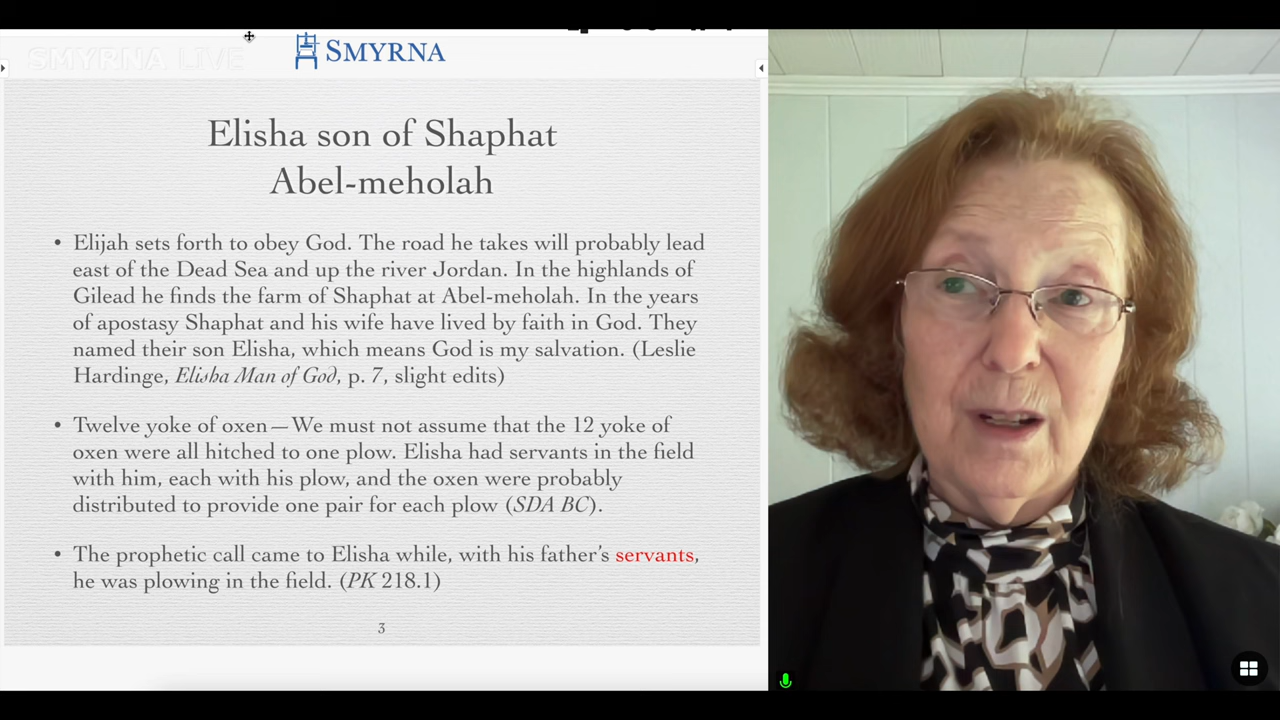 SMYRNA LIVE
SMYRNA
Elisha son of Shaphat
Abel-meholah
• Elijah sets forth to obey God. The road he takes will probably lead
east of the Dead Sea and up the river Jordan. In the highlands of
Gilead he finds the farm of Shaphat at Abel-meholah. In the years
of apostasy Shaphat and his wife have lived by faith in God. They
named their son Elisha, which means God is my salvation. (Leslie
Hardinge, Elisha Man of God, p. 7, slight edits)
• Twelve yoke of oxen—We must not assume that the 12 yoke of
oxen were all hitched to one plow. Elisha had servants in the field
with him, each with his plow, and the oxen were probably
distributed to provide one pair for each plow (SDA BC).
• The prophetic call came to Elisha while, with his father’s servants,
he was plowing in the field. (PK 218.1)
3